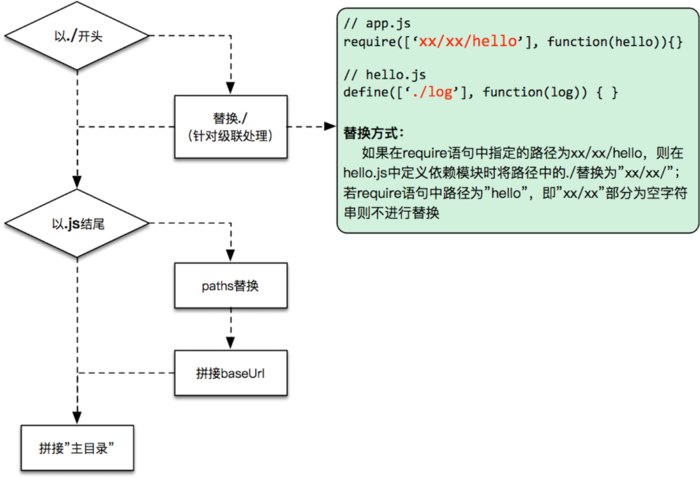 以./开头
替换./
（针对级联处理）
以.js结尾
paths替换
拼接baseUrl
拼接”主目录”
// app.js
require([‘xx/xx/hello’], function(hello)){}
// hello.js
define([‘./log’], function(log)) { }
替换方式：
如果在require语句中指定的路径为xx/xx/hello，则在
hello.js中定义依赖模块时将路径中的./替换为”xx/xx/”；
若require语句中路径为”hello”，即”xx/xx”部分为空字符
串则不进行替换